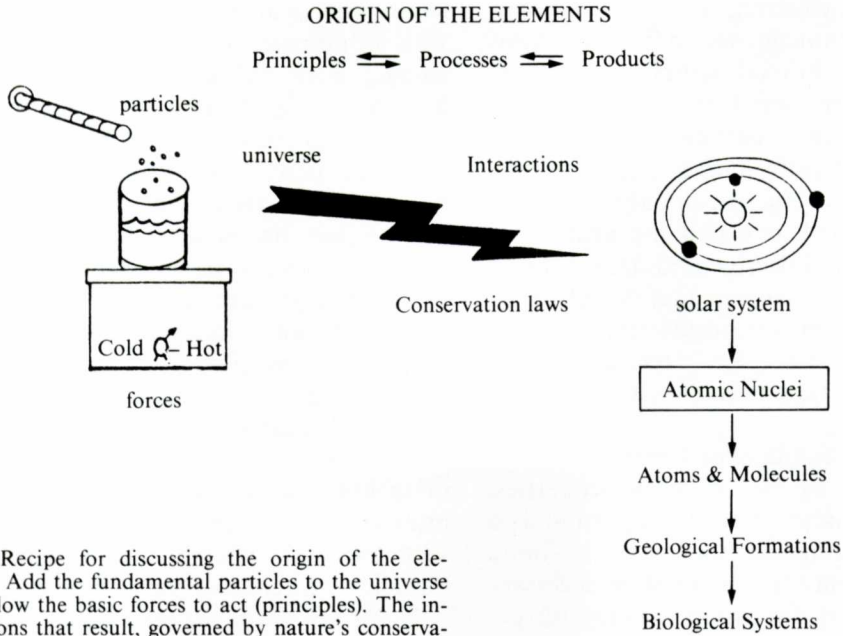 ORIGIN OF THE ELEMENTS
Principles ⇌ Processes ⇌ Products
particles
universe
Interactions
Conservation laws
solar system
Cold – Hot
forces
Atomic Nuclei
Atoms & Molecules
Geological Formations
Biological Systems
Recipe for discussing the origin of the ele-
Add the fundamental particles to the universe
low the basic forces to act (principles). The in-
ons that result, governed by nature's conserva-